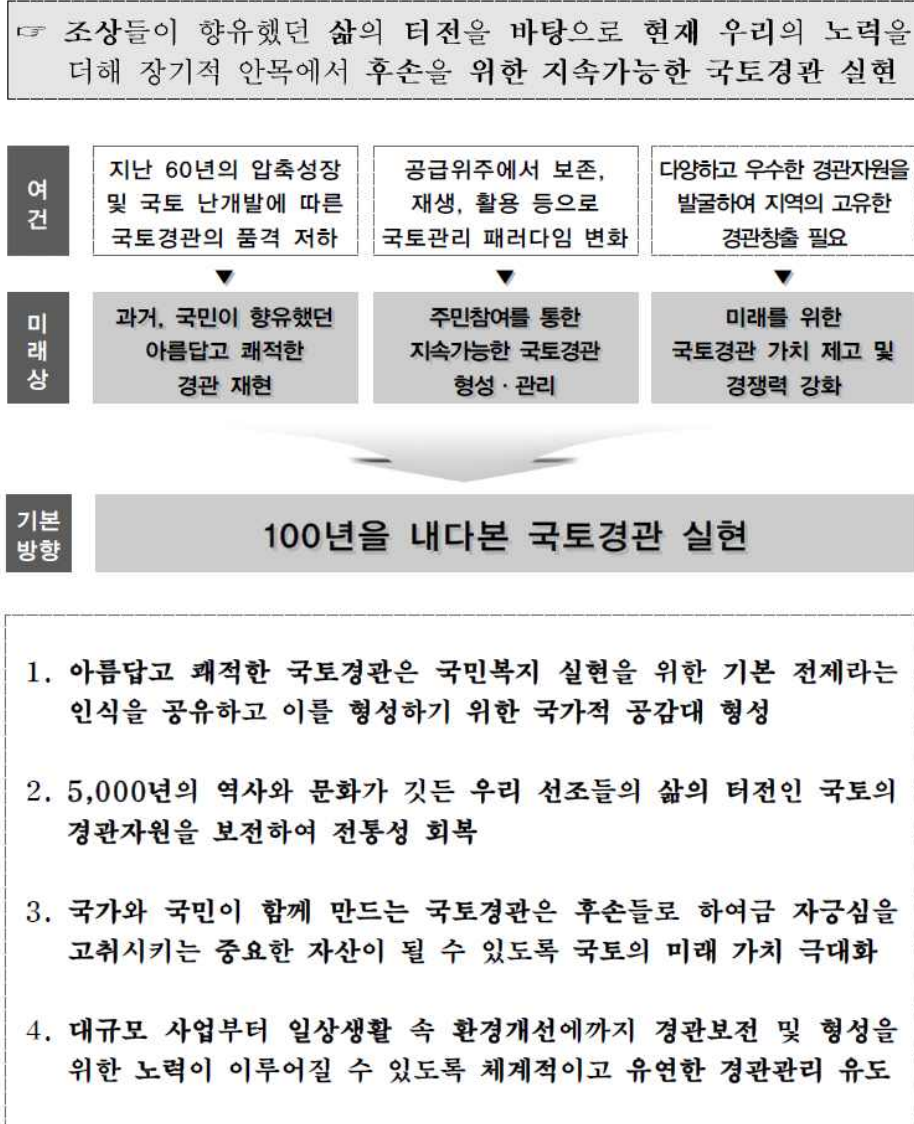 ☞ 조상들이 향유했던 삶의 터전을 바탕으로 현재 우리의 노력을
더해 장기적 안목에서 후손을 위한 지속가능한 국토경관 실현
여건
지난 60년의 압축성장
및 국토 난개발에 따른
국토경관의 품격 저하
공급위주에서 보존,
재생, 활용 등으로
국토관리 패러다임 변화
다양하고 우수한 경관자원을
발굴하여 지역의 고유한
경관창출 필요
▼ ▼ ▼
미래상
과거, 국민이 향유했던
아름답고 쾌적한
경관 재현
주민참여를 통한
지속가능한 국토경관
형성 · 관리
미래를 위한
국토경관 가치 제고 및
경쟁력 강화
기본
방향
100년을 내다본 국토경관 실현
1. 아름답고 쾌적한 국토경관은 국민복지 실현을 위한 기본 전제라는
인식을 공유하고 이를 형성하기 위한 국가적 공감대 형성
2. 5,000년의 역사와 문화가 깃든 우리 선조들의 삶의 터전인 국토의
경관자원을 보전하여 전통성 회복
3. 국가와 국민이 함께 만드는 국토경관은 후손들로 하여금 자긍심을
고취시키는 중요한 자산이 될 수 있도록 국토의 미래 가치 극대화
4. 대규모 사업부터 일상생활 속 환경개선에까지 경관보전 및 형성을
위한 노력이 이루어질 수 있도록 체계적이고 유연한 경관관리 유도